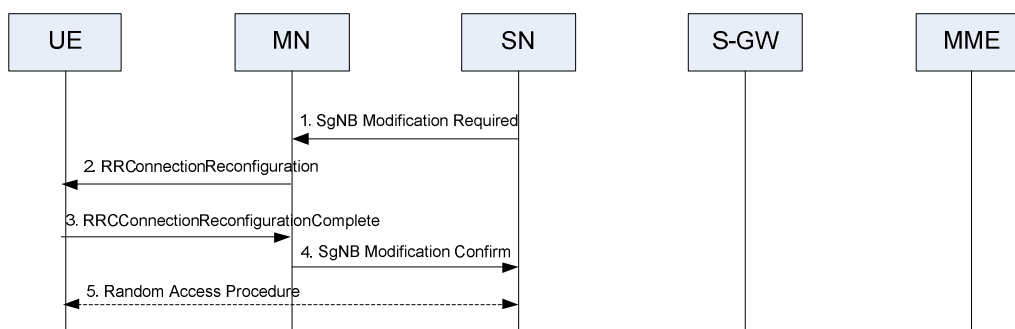 UE
MN
SN
S-GW
MME
1. SgNB Modification Required
2. RRConnectionReconfiguration
3. RRCConnectionReconfigurationComplete
4. SgNB Modification Confirm
5. Random Access Procedure